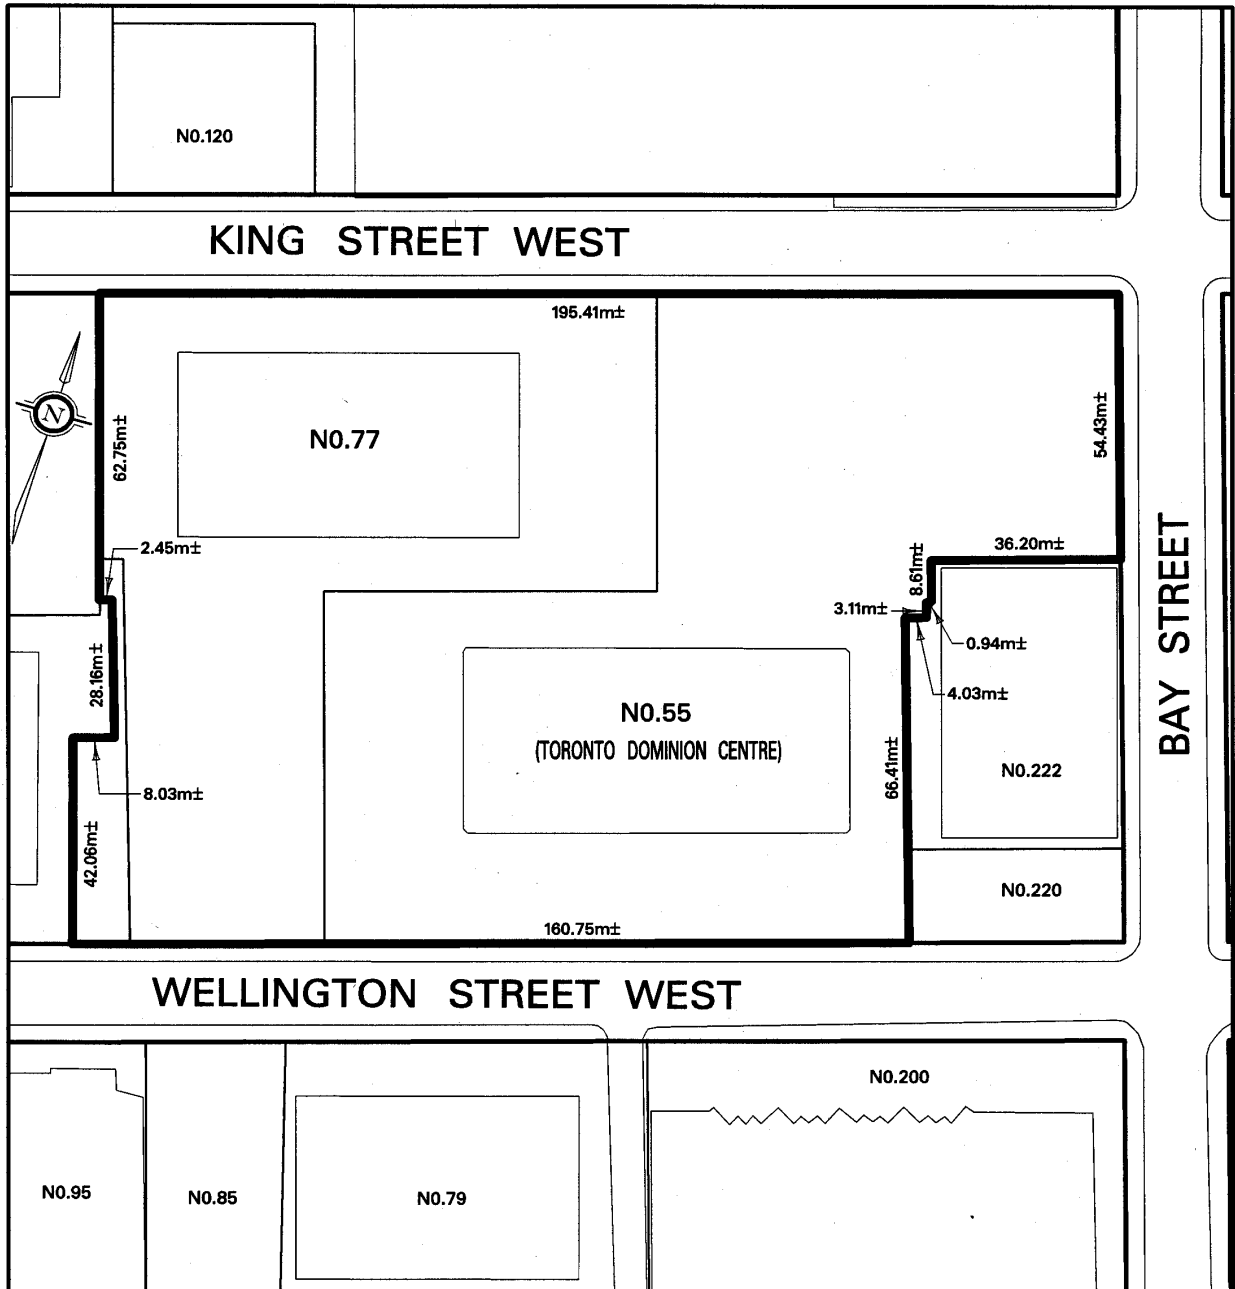 N0.120
KING STREET WEST
195.41m±
N0.77
62.75m±
54.43m±
N
2.45m±
36.20m±
8.61m±
3.11m±
0.94m±
28.16m±
4.03m±
N0.55
(TORONTO DOMINION CENTRE)
BAY STREET
66.41m±
N0.222
8.03m±
42.06m±
N0.220
160.75m±
WELLINGTON STREET WEST
N0.200
N0.95
N0.85
N0.79